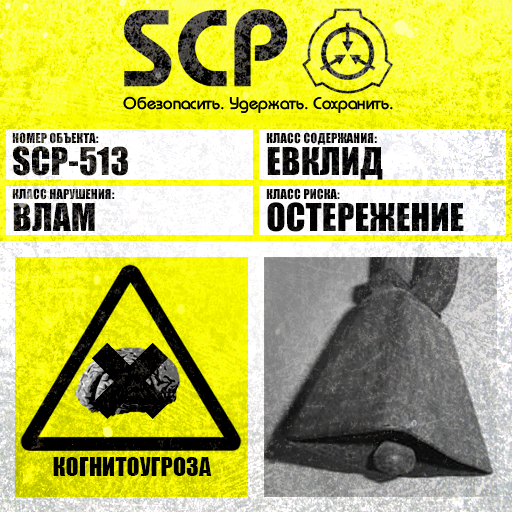 SCP
Обезопасить. Удержать. Сохранить.
НОМЕР ОБЪЕКТА:
SCP-513
КЛАСС СОДЕРЖАНИЯ:
ЕВКЛИД
КЛАСС НАРУШЕНИЯ:
ВЛАМ
КЛАСС РИСКА:
ОСТЕРЕЖЕНИЕ
КОГНИТОУГРОЗА